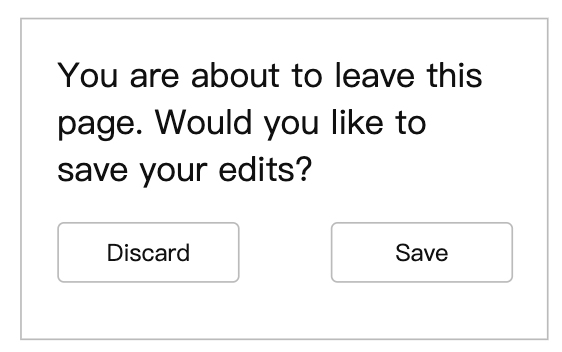 You are about to leave this
page. Would you like to
save your edits?
Discard
Save